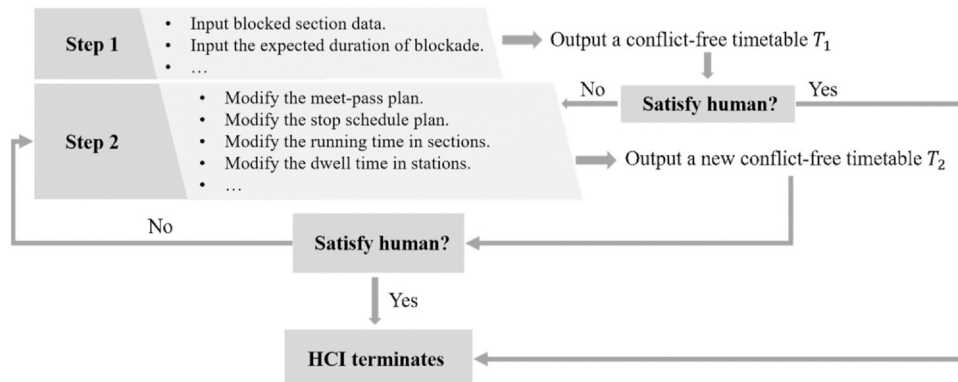 Step 1
• Input blocked section data.
• Input the expected duration of blockade.
• …
Output a conflict-free timetable T₁
Satisfy human?
No
Yes
Step 2
• Modify the meet-pass plan.
• Modify the stop schedule plan.
• Modify the running time in sections.
• Modify the dwell time in stations.
• …
Output a new conflict-free timetable T₂
No
Satisfy human?
Yes
HCI terminates